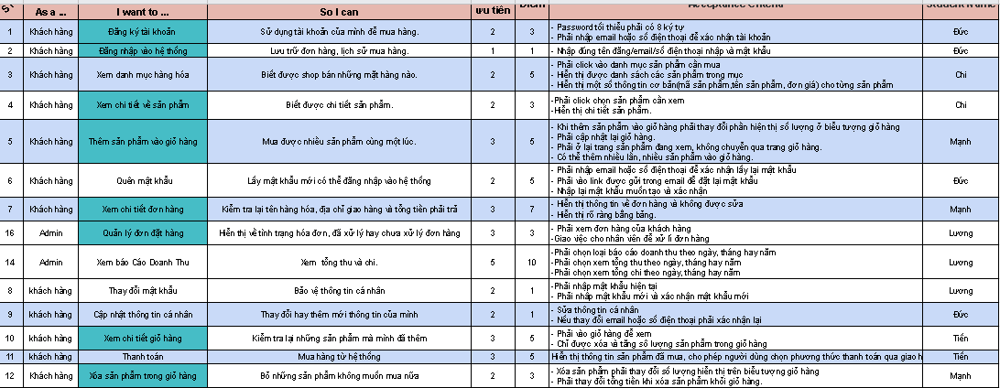 ST As a ... I want to ... So I can ưu tiên Điểm Acceptance Criteria Student Name
1 Khách hàng Đăng ký tài khoản Sử dụng tài khoản của mình để mua hàng. 2 3 - Password tối thiểu phải có 8 ký tự Đức
- Phải nhập email hoặc số điện thoại để xác nhận tài khoản
2 Khách hàng Đăng nhập vào hệ thống Lưu trữ đơn hàng, lịch sử mua hàng. 1 1 - Nhập đúng tên đăng/email/số điện thoại nhập và mật khẩu Đức
3 Khách hàng Xem danh mục hàng hóa Biết được shop bán những mặt hàng nào. 2 5 - Phải click vào danh mục sản phẩm cần mua Chi
- Hiển thị được danh sách các sản phẩm trong mục
- Hiển thị một số thông tin cơ bản(mã sản phẩm,tên sản phẩm, đơn giá) cho từng sản phẩm
4 Khách hàng Xem chi tiết về sản phẩm Biết được chi tiết sản phẩm. 2 3 -Phải click chọn sản phẩm cần xem Chi
-Hiển thị chi tiết sản phẩm.
5 Khách hàng Thêm sản phẩm vào giỏ hàng Mua được nhiều sản phẩm cùng một lúc. 3 5 - Khi thêm sản phẩm vào giỏ hàng phải thay đổi phần hiện thị số lượng ở biểu tượng giỏ hàng Mạnh
- Phải cập nhật lại giỏ hàng.
- Phải ở lại trang sản phẩm đang xem, không chuyển qua trang giỏ hàng.
- Có thể thêm nhiều lần, nhiều sản phẩm vào giỏ hàng.
6 Khách hàng Quên mật khẩu Lấy mật khẩu mới có thể đăng nhập vào hệ thống 2 5 - Phải nhập email hoặc số điện thoại để xác nhận lấy lại mật khẩu Đức
- Phải vào link được gửi trong email để đặt lại mật khẩu
- Nhập lại mật khẩu muốn tạo và xác nhận
7 Khách hàng Xem chi tiết đơn hàng Kiểm tra lại tên hàng hóa, địa chỉ giao hàng và tổng tiền phải trả 3 7 - Hiển thị thông tin về đơn hàng và không được sửa Mạnh
- Hiển thị rõ ràng bằng bảng.
16 Admin Quản lý đơn đặt hàng Hiển thị về tình trạng hóa đơn, đã xử lý hay chưa xử lý đơn hàng 3 3 - Phải xem đơn hàng của khách hàng Lương
-Giao việc cho nhân viên để xử lí đơn hàng
14 Admin Xem báo Cáo Doanh Thu Xem tổng thu và chi. 5 10 -Phải chọn loại báo cáo doanh thu theo ngày, tháng hay năm Lương
-Phải chọn xem tổng thu theo ngày, tháng hay năm
-Phải chọn xem tổng chi theo ngày, tháng hay năm
8 khách hàng Thay đổi mật khẩu Bảo vệ thông tin cá nhân 2 1 -Phải nhập mật khẩu hiện tại Lương
- Phải nhập mật khẩu mới và xác nhận mật khẩu mới
9 khách hàng Cập nhật thông tin cá nhân Thay đổi hay thêm mới thông tin của mình 2 1 - Sửa thông tin cá nhân Đức
- Nếu thay đổi email hoặc số điện thoại phải xác nhận lại
10 khách hàng Xem chi tiết giỏ hàng Kiểm tra lại những sản phẩm mà mình đã thêm 3 5 - Phải vào giỏ hàng để xem Tiến
- Chỉ được xóa và tăng số lượng sản phẩm trong giỏ hàng
11 khách hàng Thanh toán Mua hàng từ hệ thống 3 5 Hiển thị thông tin sản phẩm đã mua, cho phép người dùng chọn phương thức thanh toán qua giao h Tiến
12 Khách hàng Xóa sản phẩm trong giỏ hàng Bỏ những sản phẩm không muốn mua nữa 2 3 - Xóa sản phẩm phải thay đổi số lượng hiển thị trên biểu tượng giỏ hàng Mạnh
- Phải thay đổi tổng tiền khi xóa sản phẩm khỏi giỏ hàng.